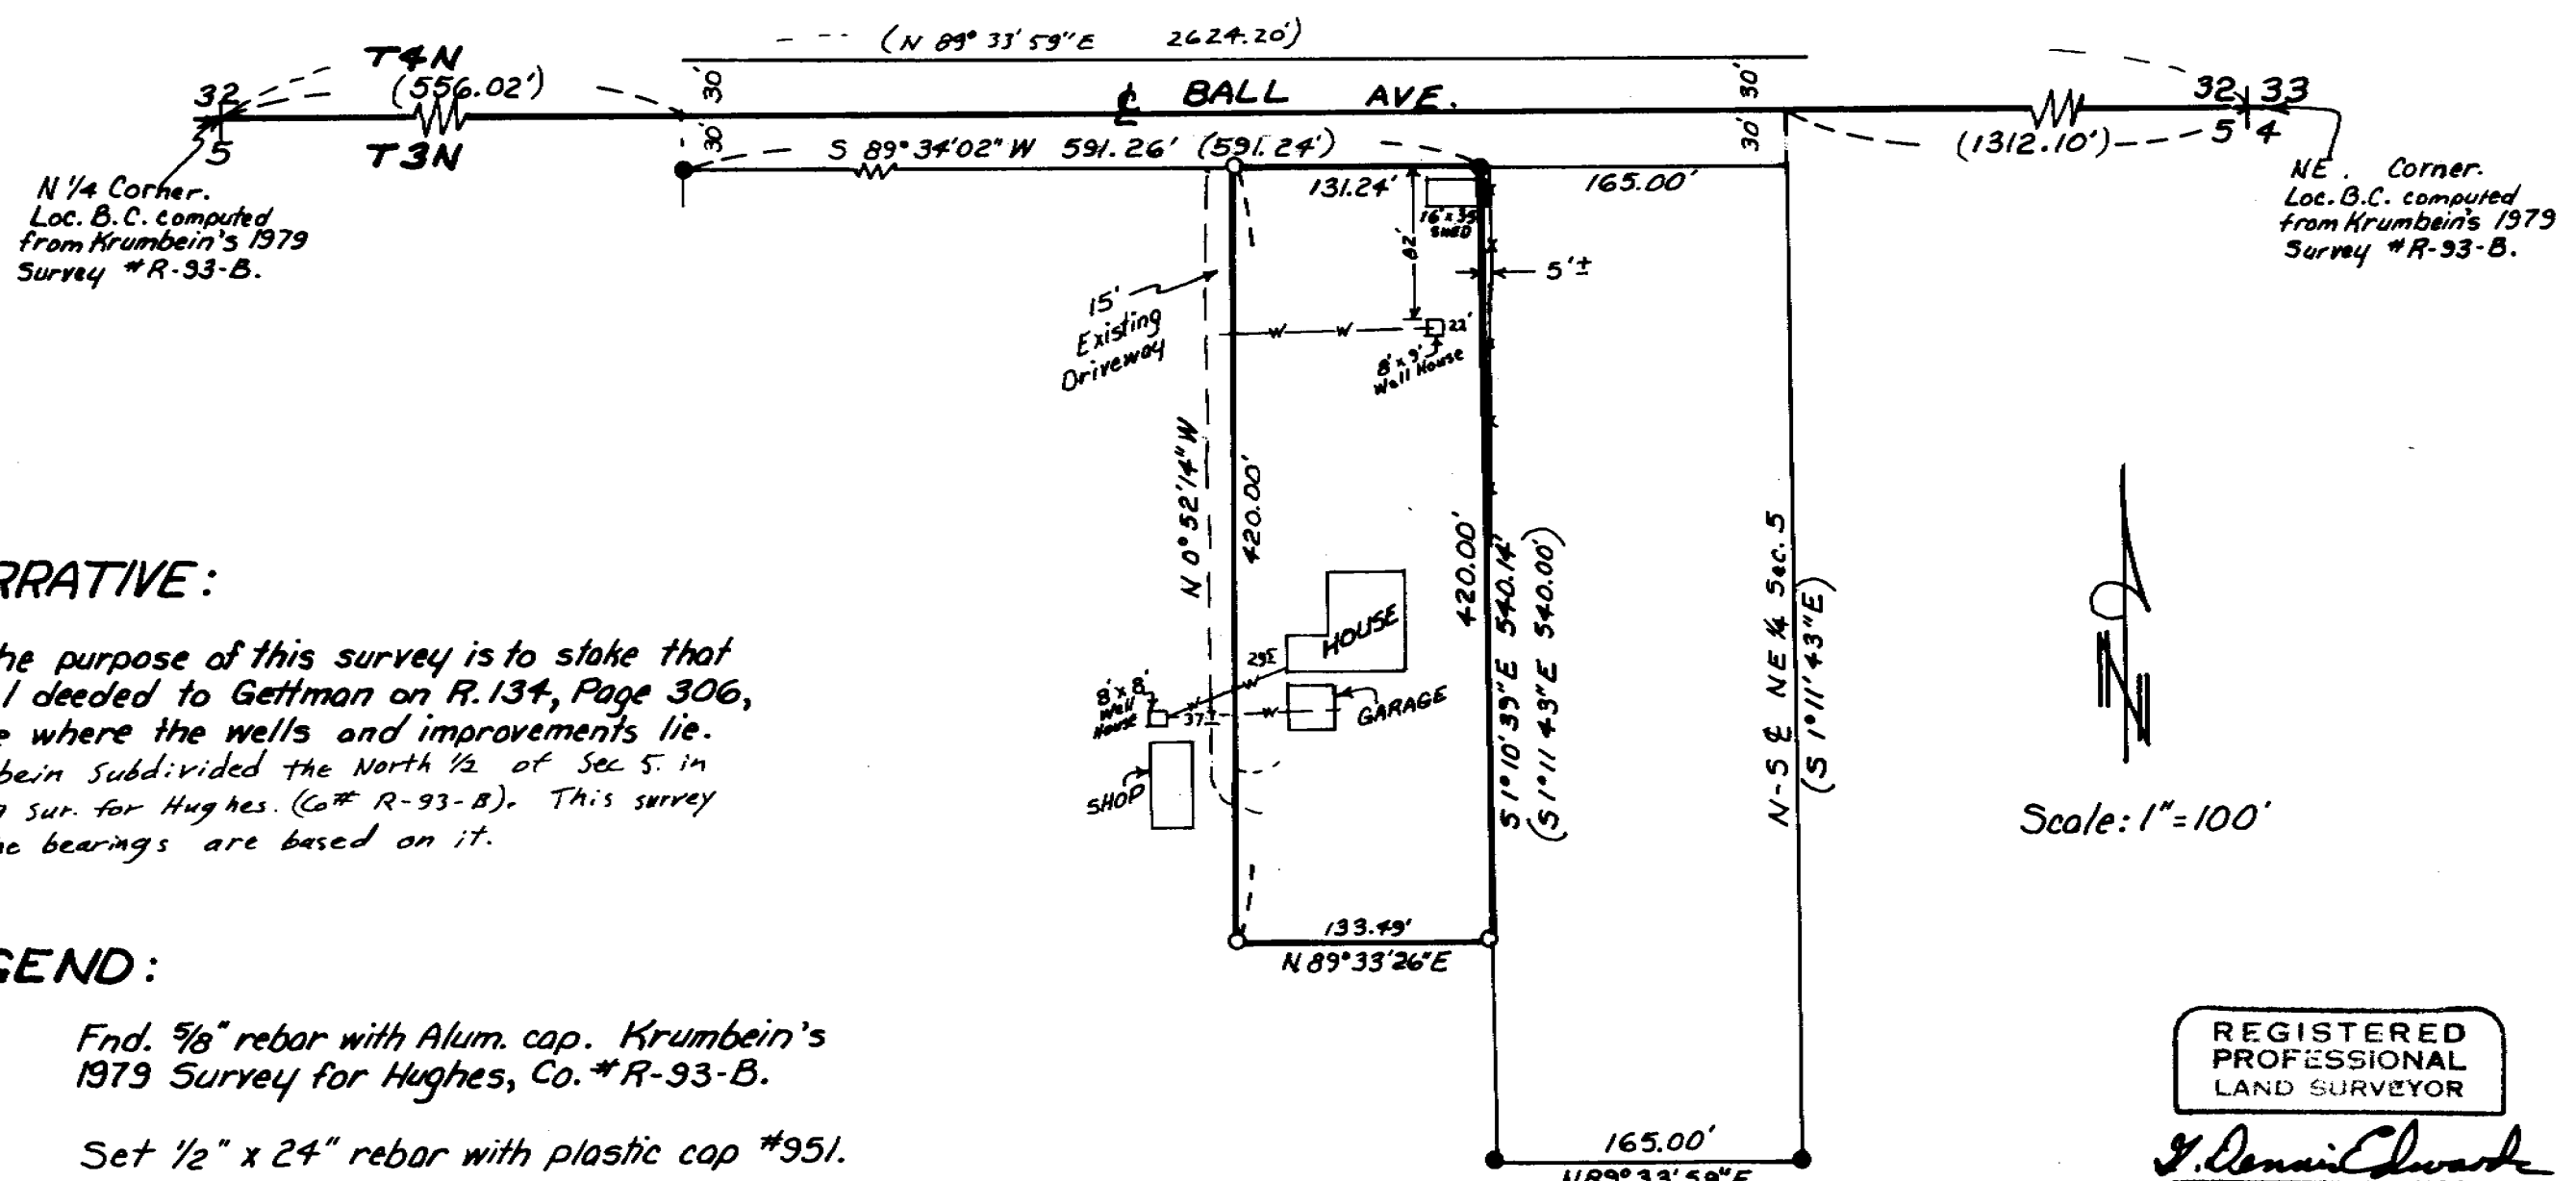 (N 89° 33' 59" E 2624.20')
T4N
(556.02')
32
5
T3N
30'
30'
℄ BALL AVE.
30'
30'
32 33
5 4
(1312.10')
S 89° 34'02" W 591.26' (591.24')
131.24'
165.00'
N 1/4 Corner.
Loc. B.C. computed
from Krumbein's 1979
Survey #R-93-B.
NE. Corner.
Loc. B.C. computed
from Krumbein's 1979
Survey #R-93-B.
16' x 35'
SHED
82'
5'±
15'
Existing
Driveway
W W
22'
8' x 9'
Well House
N 0° 52'14" W
420.00'
420.00'
S 1° 10' 39" E 540.14'
(S 1° 11' 43" E 540.00')
N-S ℄ NE ¼ Sec. 5
(S 1° 11' 43" E)
HOUSE
8' x 8'
Well
House
37
W
W
W
GARAGE
SHOP
N
Scale: 1"=100'
RRATIVE:
he purpose of this survey is to stake that
l deeded to Gettman on R. 134, Page 306,
e where the wells and improvements lie.
bein Subdivided the North ½ of Sec 5. in
sur. for Hughes. (Co# R-93-B). This survey
he bearings are based on it.
133.49'
N 89° 33' 26" E
GEND:
Fnd. 5/8" rebar with Alum. cap. Krumbein's
1979 Survey for Hughes, Co. # R-93-B.
Set 1/2" x 24" rebar with plastic cap #951.
165.00'
N 89° 33' 59" E
REGISTERED
PROFESSIONAL
LAND SURVEYOR
G. Dennis Edwards